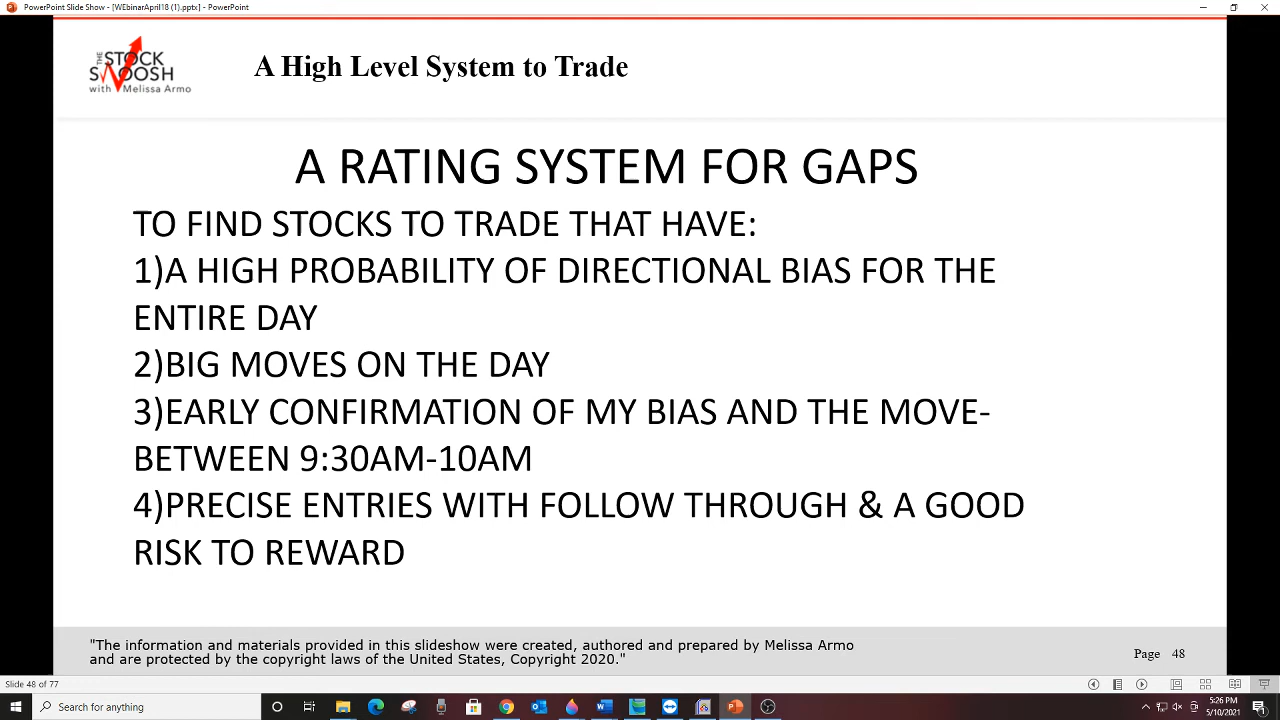 PowerPoint Slide Show - [WEbinarApril18 (1).pptx] - PowerPoint
THE
STOCK
SWOOSH
with Melissa Armo
A High Level System to Trade
A RATING SYSTEM FOR GAPS
TO FIND STOCKS TO TRADE THAT HAVE:
1)A HIGH PROBABILITY OF DIRECTIONAL BIAS FOR THE
ENTIRE DAY
2)BIG MOVES ON THE DAY
3)EARLY CONFIRMATION OF MY BIAS AND THE MOVE-
BETWEEN 9:30AM-10AM
4)PRECISE ENTRIES WITH FOLLOW THROUGH & A GOOD
RISK TO REWARD
"The information and materials provided in this slideshow were created, authored and prepared by Melissa Armo
and are protected by the copyright laws of the United States, Copyright 2020."
Page 48
Slide 48 of 77
Search for anything
5:26 PM
5/10/2021